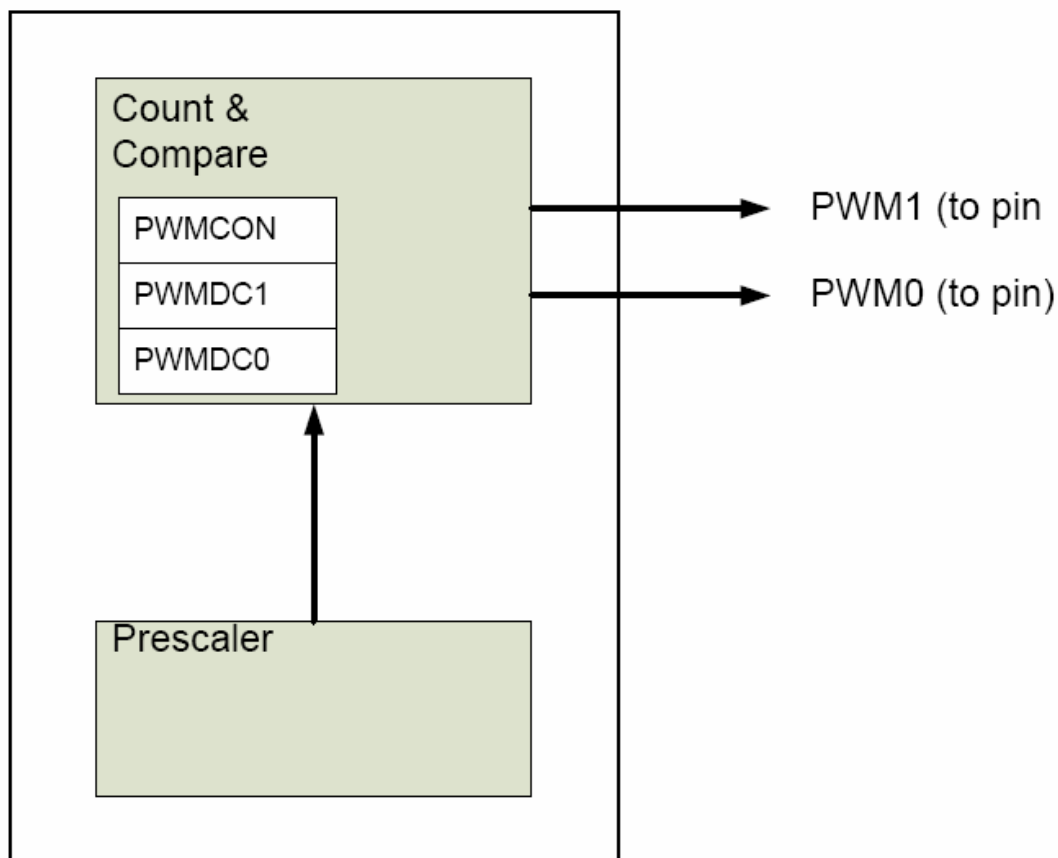 Count &
Compare
PWMCON
PWMDC1
PWMDC0
PWM1 (to pin
PWM0 (to pin)
Prescaler